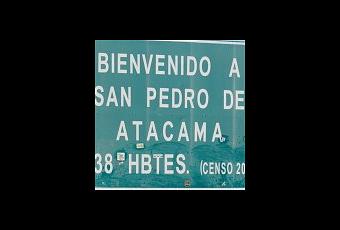 BIENVENIDO A
SAN PEDRO DE
ATACAMA
38 HBTES. (CENSO 20